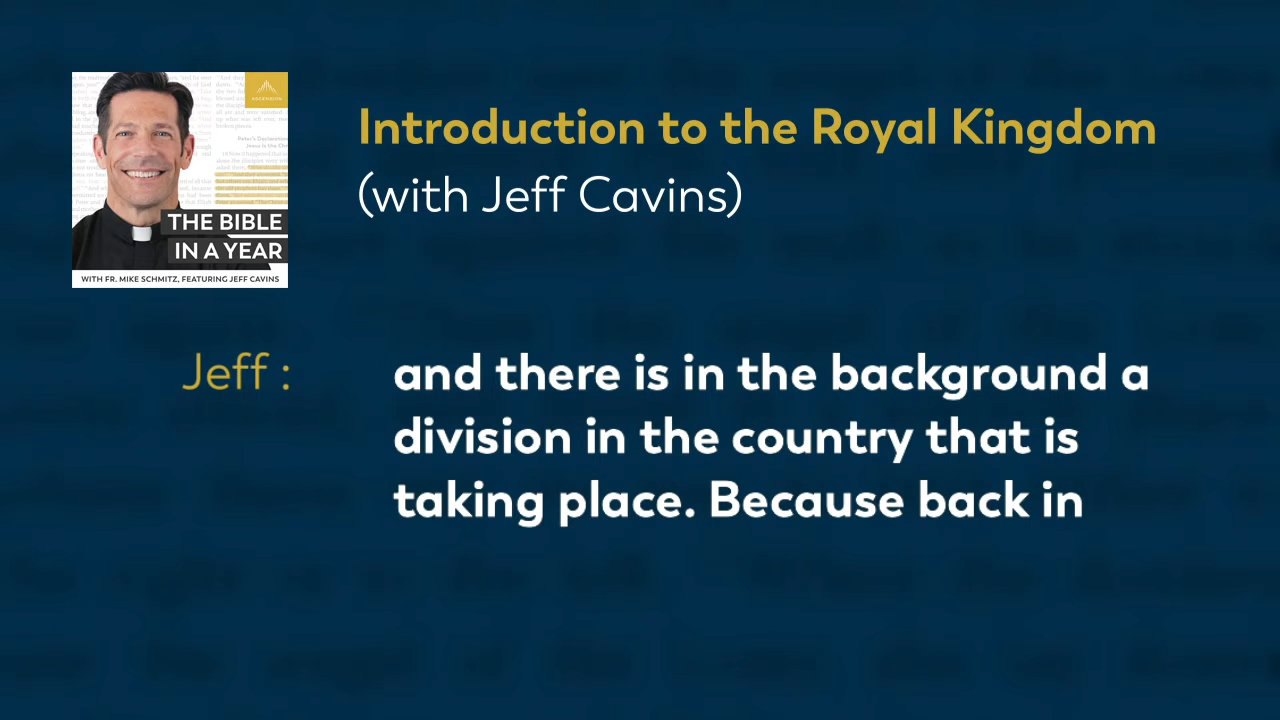 Introduction to the Royal Kingdom
(with Jeff Cavins)
THE BIBLE
IN A YEAR
WITH FR. MIKE SCHMITZ, FEATURING JEFF CAVINS
Jeff :
and there is in the background a
division in the country that is
taking place. Because back in